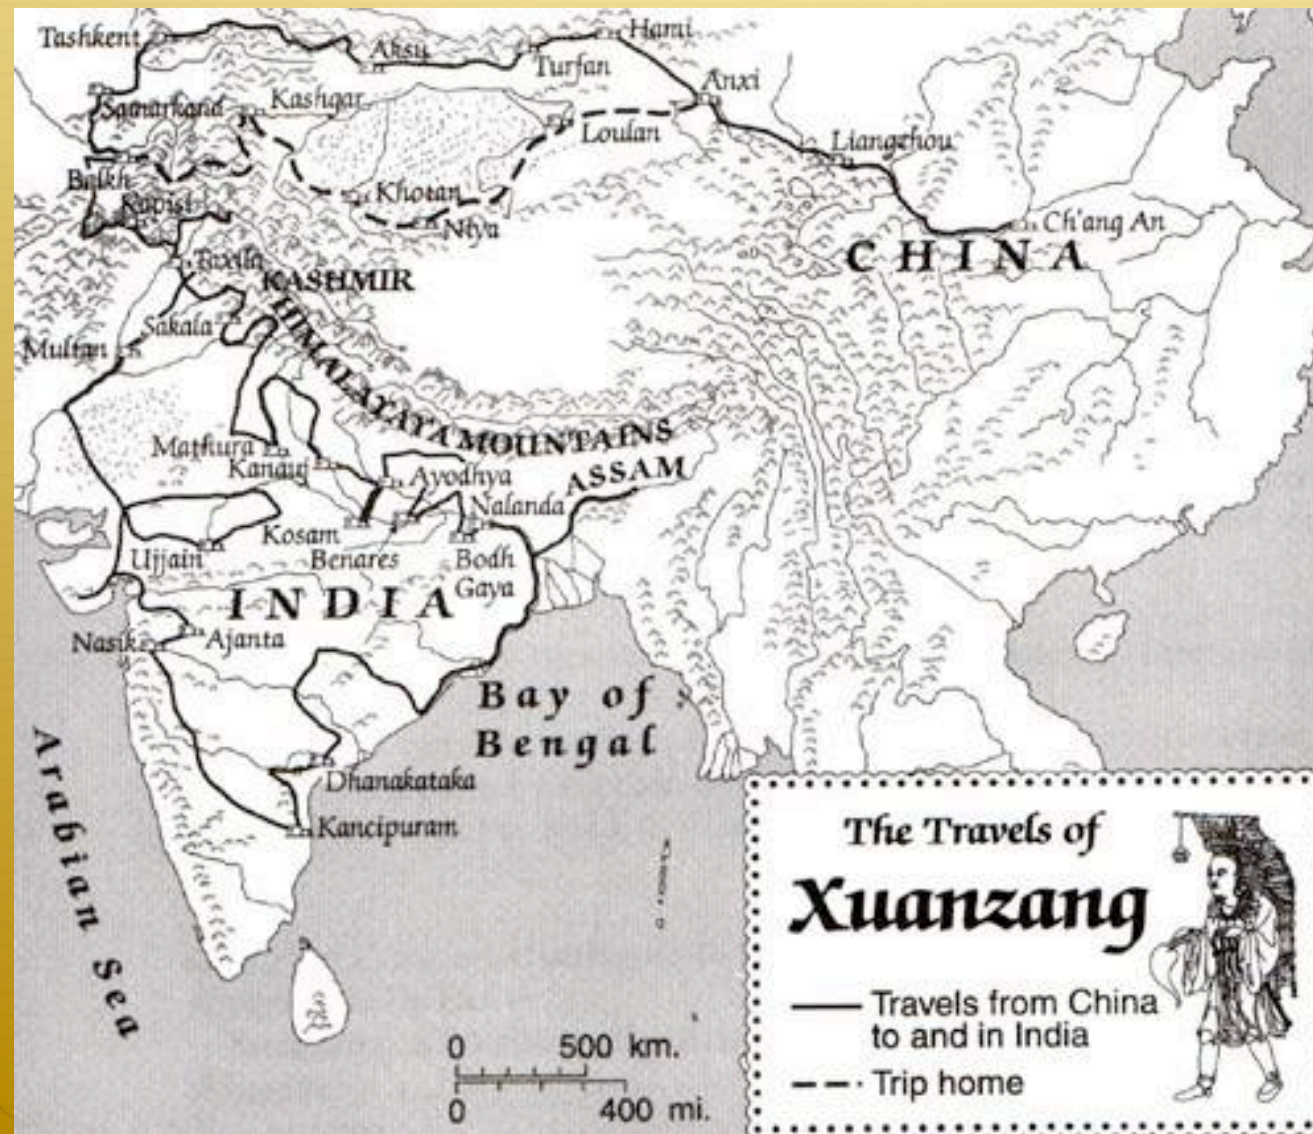 Tashkent
Aksu
Hami
Turfan
Anxi
Samarkand
Kashgar
Loulan
Liangzhou
Balkh
Khotan
Kapisi
Niya
Ch'ang An
CHINA
Taxila
KASHMIR
Sakala
HIMALAYAYA MOUNTAINS
Multan
Mathura
Kanauj
Ayodhya
ASSAM
Nalanda
Kosam
Ujjain
Benares
Bodh
Gaya
INDIA
Nasik
Ajanta
Bay of
Bengal
Arabian Sea
Dhanakataka
Kancipuram
The Travels of
Xuanzang
Travels from China
to and in India
Trip home
0 500 km.
0 400 mi.